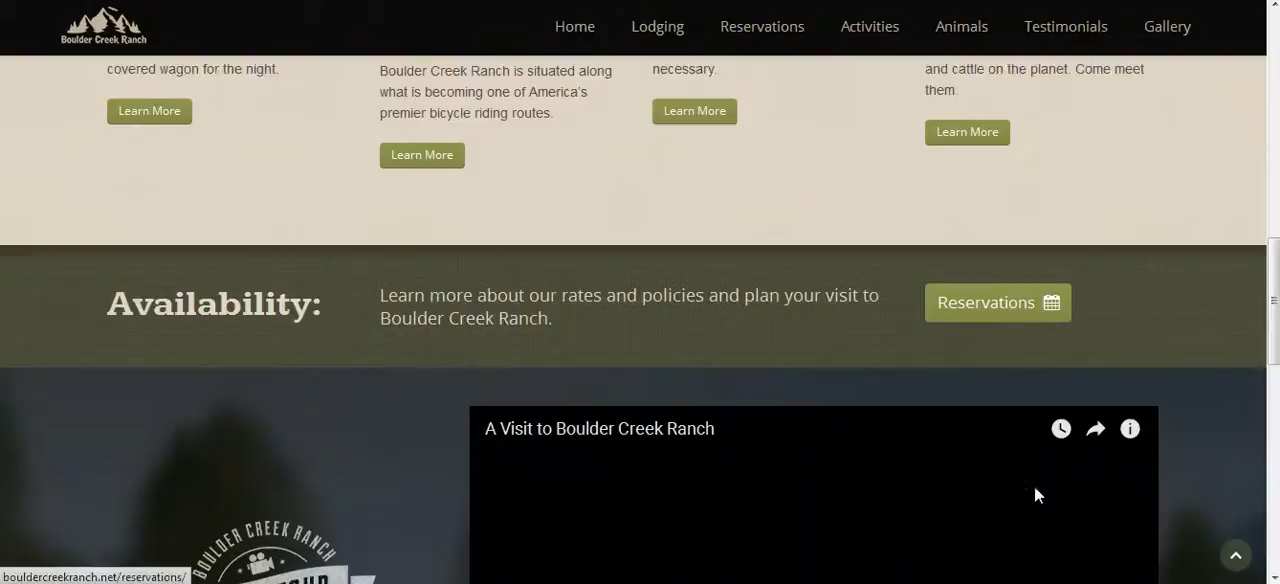 Boulder Creek Ranch
Home Lodging Reservations Activities Animals Testimonials Gallery
covered wagon for the night.
Learn More
Boulder Creek Ranch is situated along
what is becoming one of America's
premier bicycle riding routes.
Learn More
necessary.
Learn More
and cattle on the planet. Come meet
them.
Learn More
Availability:
Learn more about our rates and policies and plan your visit to
Boulder Creek Ranch.
Reservations
A Visit to Boulder Creek Ranch
BOULDER CREEK RANCH
bouldercreekranch.net/reservations/